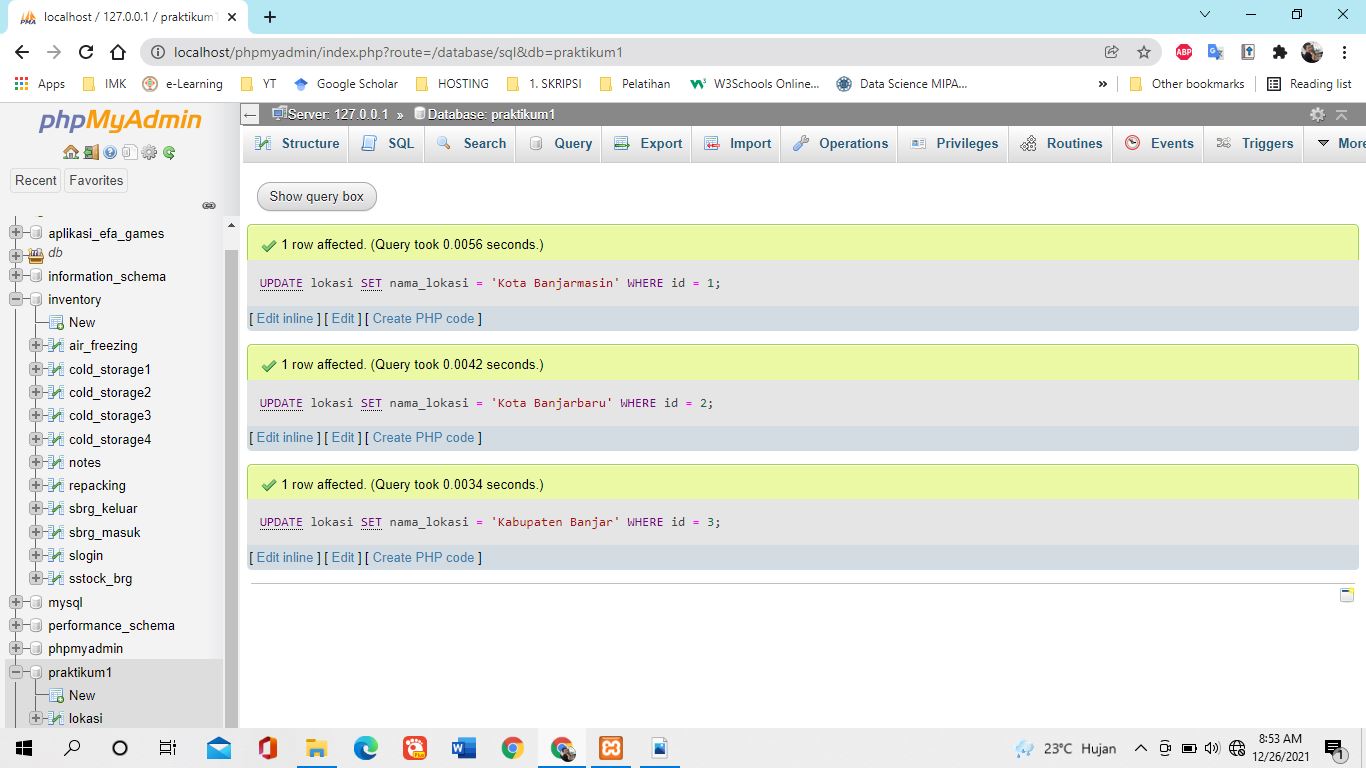 localhost / 127.0.0.1 / praktikum1
localhost/phpmyadmin/index.php?route=/database/sql&db=praktikum1
ABP
Apps IMK e-Learning YT Google Scholar HOSTING 1. SKRIPSI Pelatihan W3Schools Online... Data Science MIPA... » Other bookmarks Reading list
phpMyAdmin
Server: 127.0.0.1 » Database: praktikum1
Structure SQL Search Query Export Import Operations Privileges Routines Events Triggers More
Recent Favorites
Show query box
aplikasi_efa_games
db
information_schema
inventory
New
air_freezing
cold_storage1
cold_storage2
cold_storage3
cold_storage4
notes
repacking
sbrg_keluar
sbrg_masuk
slogin
sstock_brg
mysql
performance_schema
phpmyadmin
praktikum1
New
lokasi
1 row affected. (Query took 0.0056 seconds.)
UPDATE lokasi SET nama_lokasi = 'Kota Banjarmasin' WHERE id = 1;
[ Edit inline ] [ Edit ] [ Create PHP code ]
1 row affected. (Query took 0.0042 seconds.)
UPDATE lokasi SET nama_lokasi = 'Kota Banjarbaru' WHERE id = 2;
[ Edit inline ] [ Edit ] [ Create PHP code ]
1 row affected. (Query took 0.0034 seconds.)
UPDATE lokasi SET nama_lokasi = 'Kabupaten Banjar' WHERE id = 3;
[ Edit inline ] [ Edit ] [ Create PHP code ]
23°C Hujan
8:53 AM
12/26/2021
1